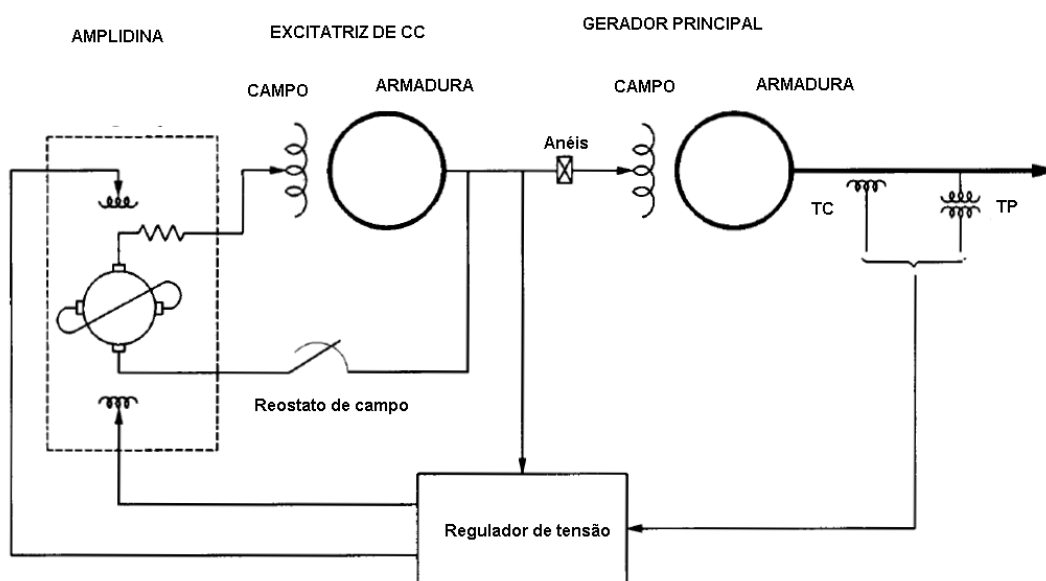 AMPLIDINA
EXCITATRIZ DE CC
GERADOR PRINCIPAL
CAMPO
ARMADURA
CAMPO
ARMADURA
Anéis
TC
TP
Reostato de campo
Regulador de tensão